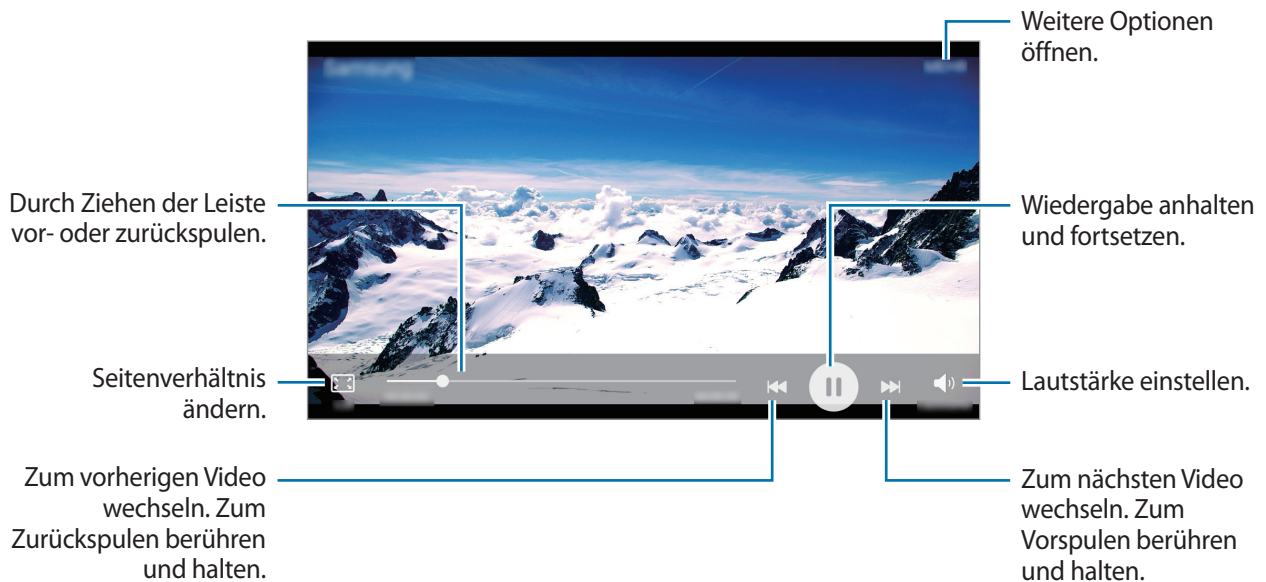 Weitere Optionen
öffnen.
Durch Ziehen der Leiste
vor- oder zurückspulen.
Wiedergabe anhalten
und fortsetzen.
Seitenverhältnis
ändern.
Lautstärke einstellen.
Zum vorherigen Video
wechseln. Zum
Zurückspulen berühren
und halten.
Zum nächsten Video
wechseln. Zum
Vorspulen berühren
und halten.
Samsung